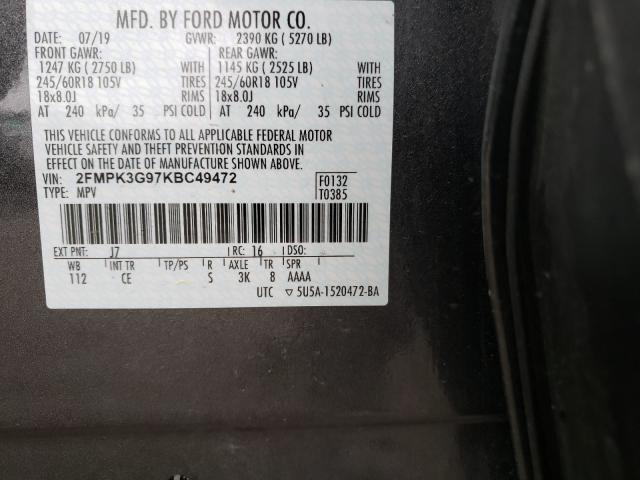 MFD. BY FORD MOTOR CO.
DATE: 07/19 GVWR: 2390 KG ( 5270 LB)
FRONT GAWR: REAR GAWR:
1247 KG ( 2750 LB) WITH 1145 KG ( 2525 LB) WITH
245/60R18 105V TIRES 245/60R18 105V TIRES
18x8.0J RIMS 18x8.0J RIMS
AT 240 kPa/ 35 PSI COLD AT 240 kPa/ 35 PSI COLD
THIS VEHICLE CONFORMS TO ALL APPLICABLE FEDERAL MOTOR
VEHICLE SAFETY AND THEFT PREVENTION STANDARDS IN
EFFECT ON THE DATE OF MANUFACTURE SHOWN ABOVE.
VIN: 2FMPK3G97KBC49472 F0132
TYPE: MPV T0385
EXT PNT: J7 RC: 16 DSO:
WB INT TR TP/PS R AXLE TR SPR
112 CE S 3K 8 AAAA
UTC ▽ 5U5A-1520472-BA